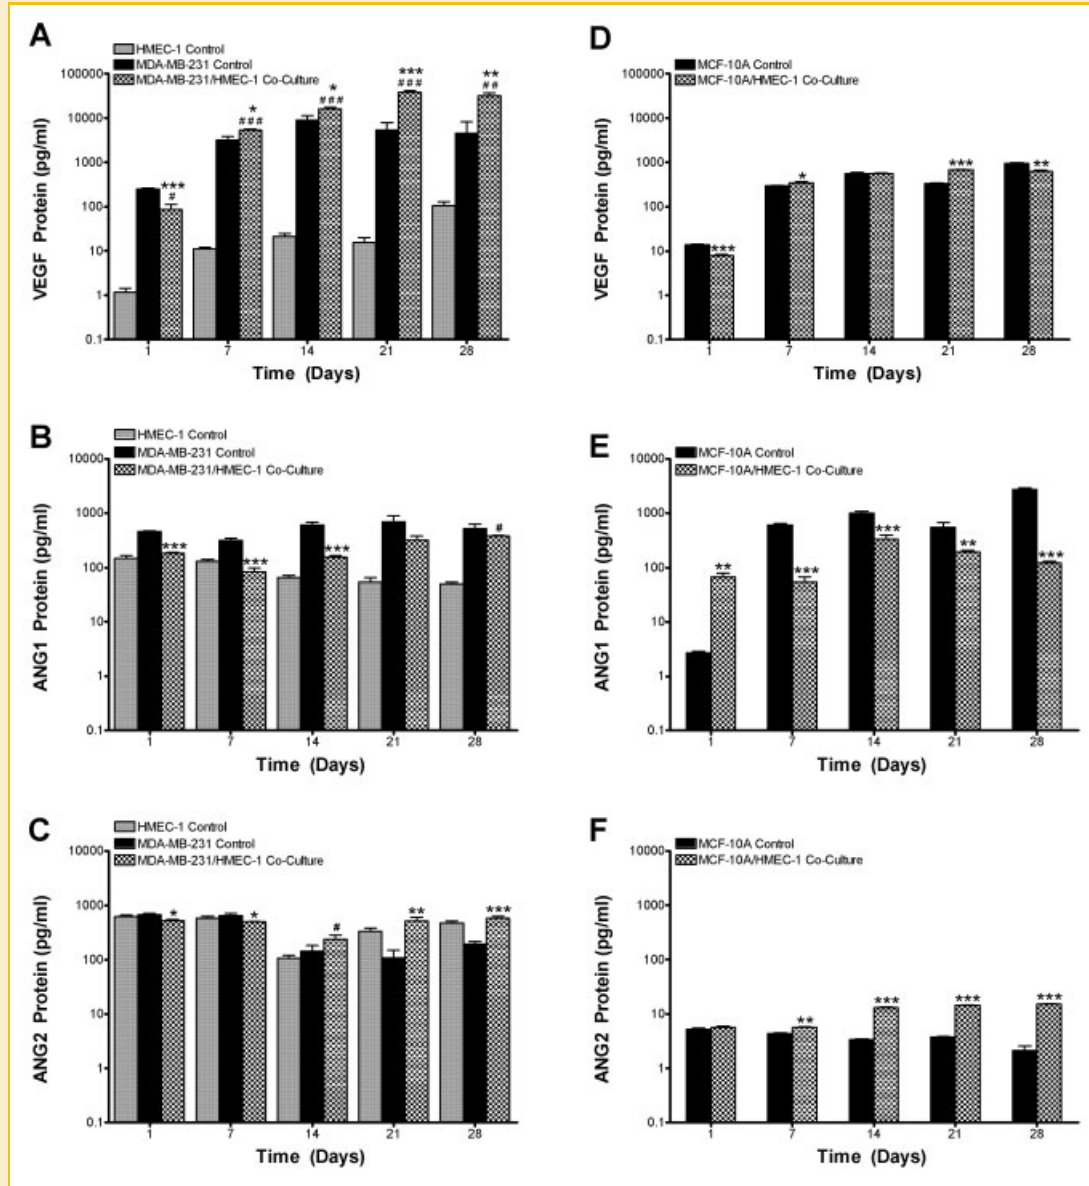 A
HMEC-1 Control
MDA-MB-231 Control
MDA-MB-231/HMEC-1 Co-Culture
VEGF Protein (pg/ml)
100000
10000
1000
100
10
1
0.1
***
#
*
###
*
###
***
###
**
##
1 7 14 21 28
Time (Days)
D
MCF-10A Control
MCF-10A/HMEC-1 Co-Culture
VEGF Protein (pg/ml)
100000
10000
1000
100
10
1
0.1
***
*
***
**
1 7 14 21 28
Time (Days)
B
HMEC-1 Control
MDA-MB-231 Control
MDA-MB-231/HMEC-1 Co-Culture
ANG1 Protein (pg/ml)
10000
1000
100
10
1
0.1
***
***
***
#
1 7 14 21 28
Time (Days)
E
MCF-10A Control
MCF-10A/HMEC-1 Co-Culture
ANG1 Protein (pg/ml)
10000
1000
100
10
1
0.1
**
***
***
**
***
1 7 14 21 28
Time (Days)
C
HMEC-1 Control
MDA-MB-231 Control
MDA-MB-231/HMEC-1 Co-Culture
ANG2 Protein (pg/ml)
10000
1000
100
10
1
0.1
*
*
#
**
***
1 7 14 21 28
Time (Days)
F
MCF-10A Control
MCF-10A/HMEC-1 Co-Culture
ANG2 Protein (pg/ml)
10000
1000
100
10
1
0.1
**
***
***
***
1 7 14 21 28
Time (Days)